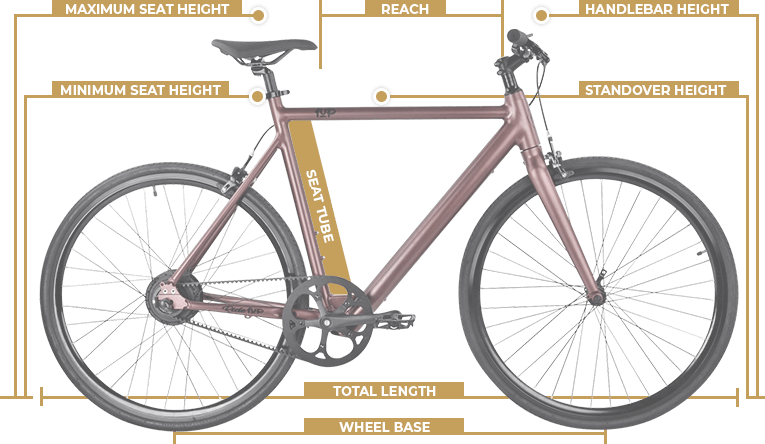 MAXIMUM SEAT HEIGHT
REACH
HANDLEBAR HEIGHT
MINIMUM SEAT HEIGHT
STANDOVER HEIGHT
SEAT TUBE
TOTAL LENGTH
WHEEL BASE